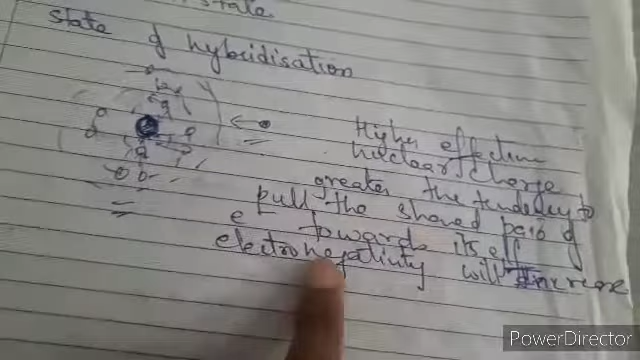 state.
state of hybridisation
Higher effective
nuclear charge
greater the tendency to
pull the shared pair of
e⁻ towards itself
electronegativity will increase
PowerDirector